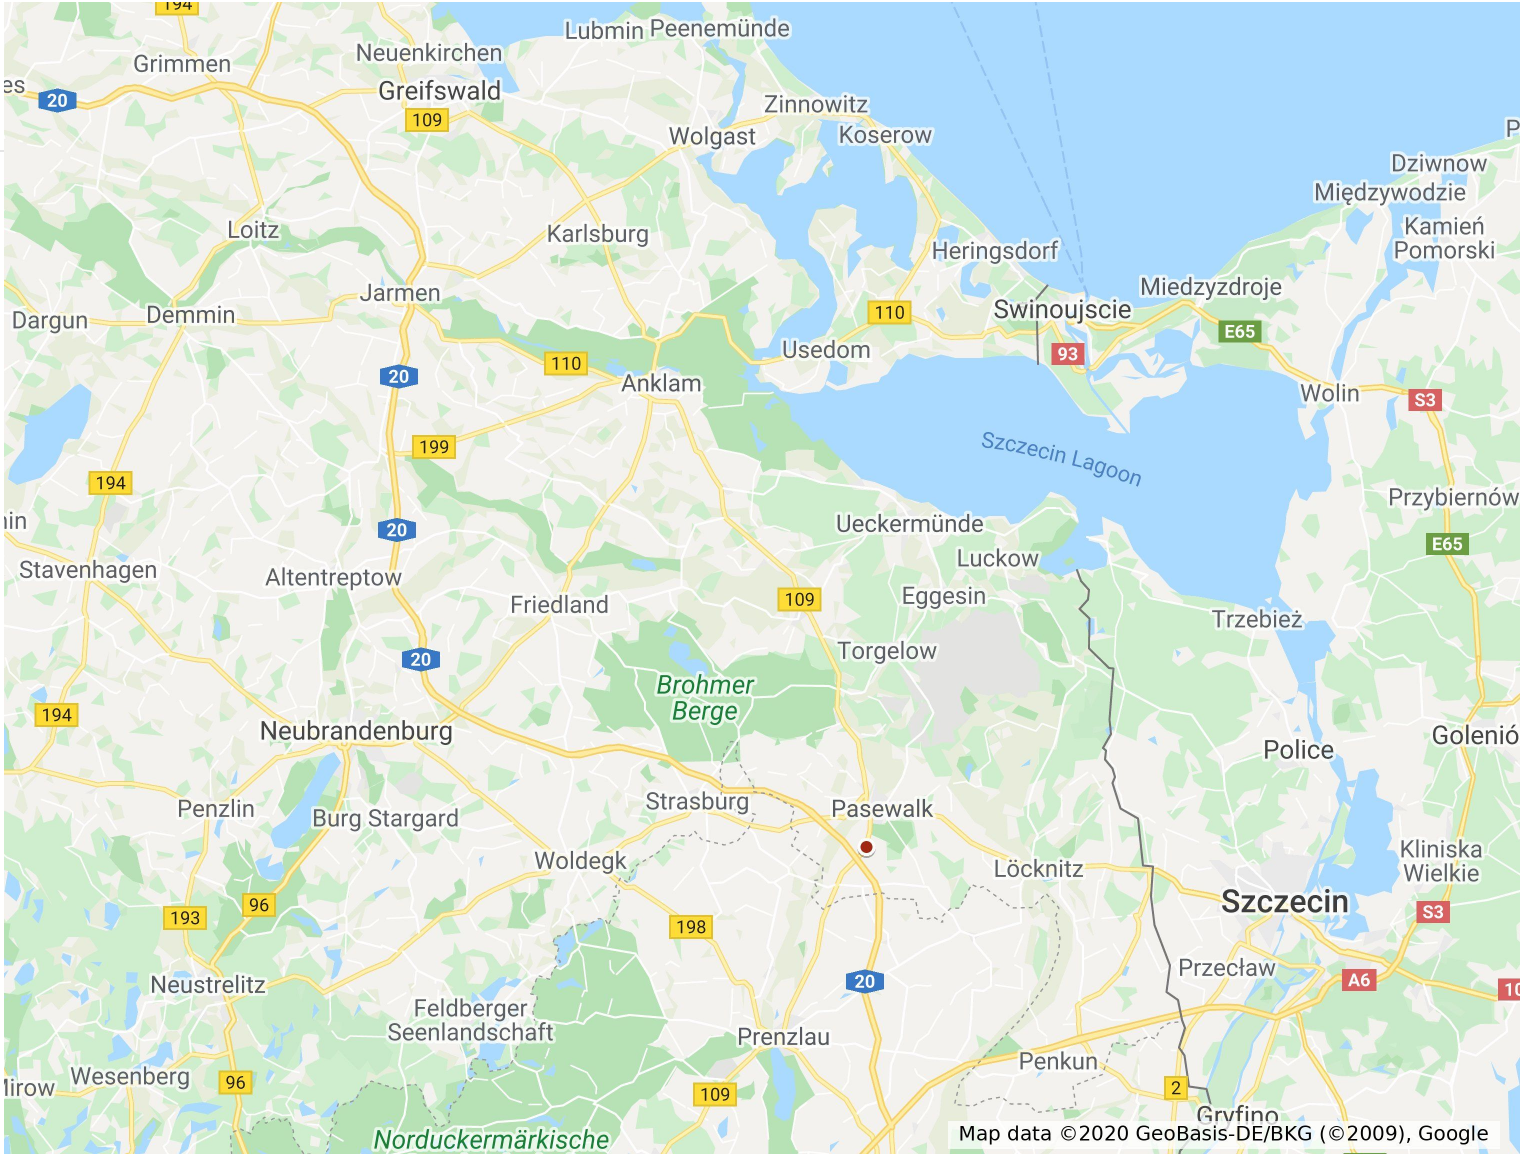 194
Lubmin
Peenemünde
Neuenkirchen
Grimmen
es
20
Greifswald
109
Zinnowitz
Wolgast
Koserow
P
Dziwnow
Międzywodzie
Kamień
Pomorski
Loitz
Karlsburg
Heringsdorf
Jarmen
Miedzyzdroje
Dargun
Demmin
110
Swinoujscie
E65
Usedom
93
110
20
Anklam
Wolin
S3
199
Szczecin Lagoon
194
Przybiernów
nin
20
Ueckermünde
E65
Luckow
Stavenhagen
Altentreptow
Friedland
109
Eggesin
Trzebież
20
Torgelow
Brohmer
Berge
194
Neubrandenburg
Golenió
Police
Penzlin
Burg Stargard
Strasburg
Pasewalk
Woldegk
Löcknitz
Kliniska
Wielkie
193
96
Szczecin
S3
198
Neustrelitz
20
Przecław
A6
10
Feldberger
Seenlandschaft
Prenzlau
Penkun
Mirow
Wesenberg
96
109
2
Gryfino
Norduckermärkische
Map data ©2020 GeoBasis-DE/BKG (©2009), Google